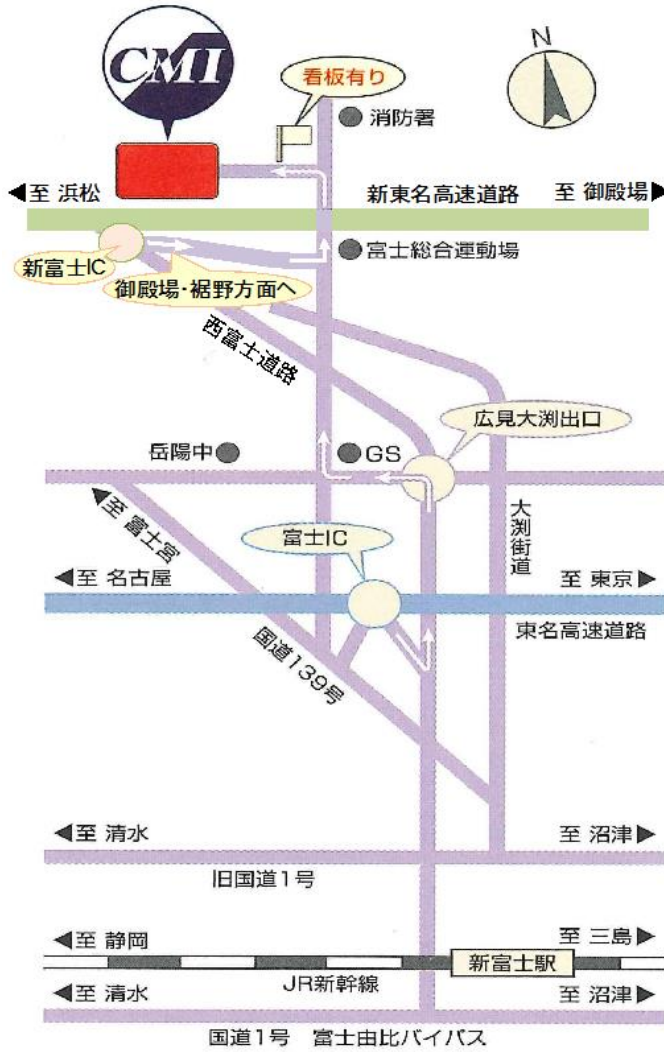 CMI
N
看板有り
消防署
至 浜松
新東名高速道路
至 御殿場
新富士IC
富士総合運動場
御殿場・裾野方面へ
西富士道路
広見大渕出口
岳陽中
GS
大渕街道
至 富士宮
富士IC
至 名古屋
至 東京
東名高速道路
国道139号
至 清水
至 沼津
旧国道1号
至 静岡
至 三島
新富士駅
JR新幹線
至 清水
至 沼津
国道1号 富士由比バイパス